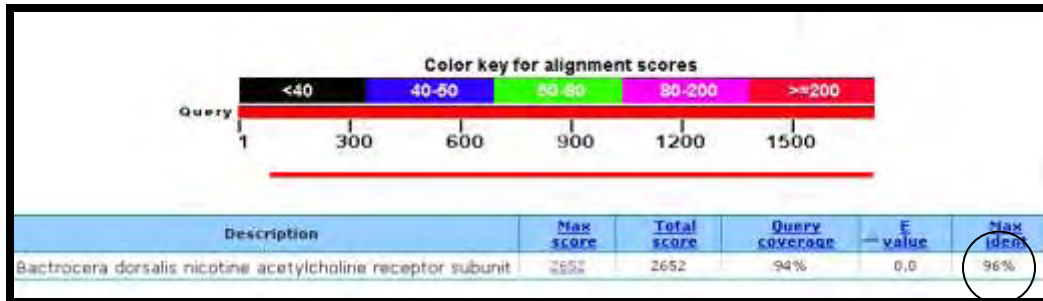 Color key for alignment scores
<40 40-50 50-80 80-200 >=200
Query
1 300 600 900 1200 1500
Description Max score Total score Query coverage E value Max ident
Bactrocera dorsalis nicotine acetylcholine receptor subunit 2652 2652 94% 0.0 96%